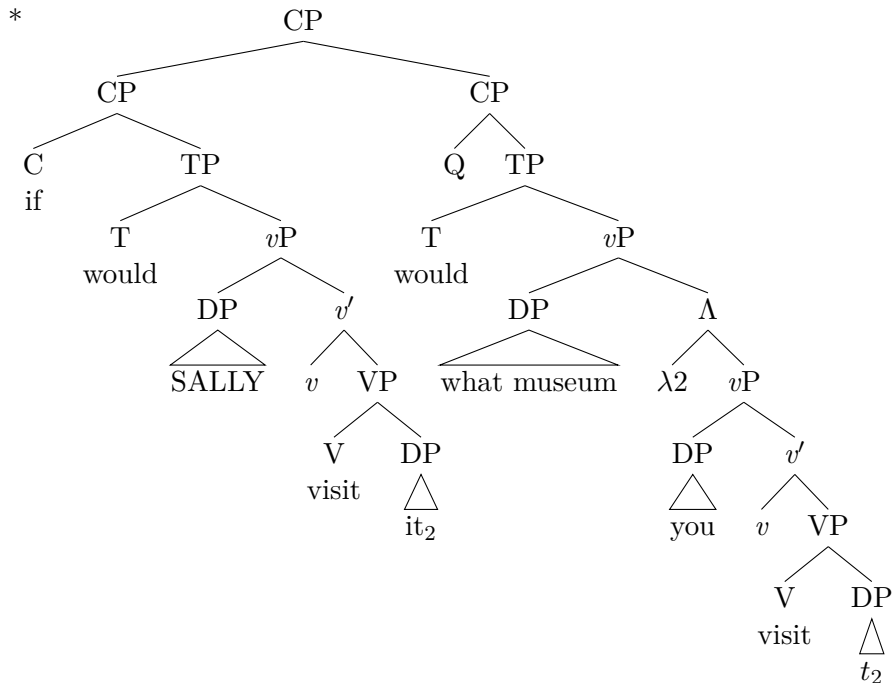 * CP
CP CP
C TP Q TP
if
T vP T vP
would would
DP v′ DP Λ
SALLY v VP what museum λ2 vP
V DP DP v′
visit it₂ you v VP
V DP
visit t₂